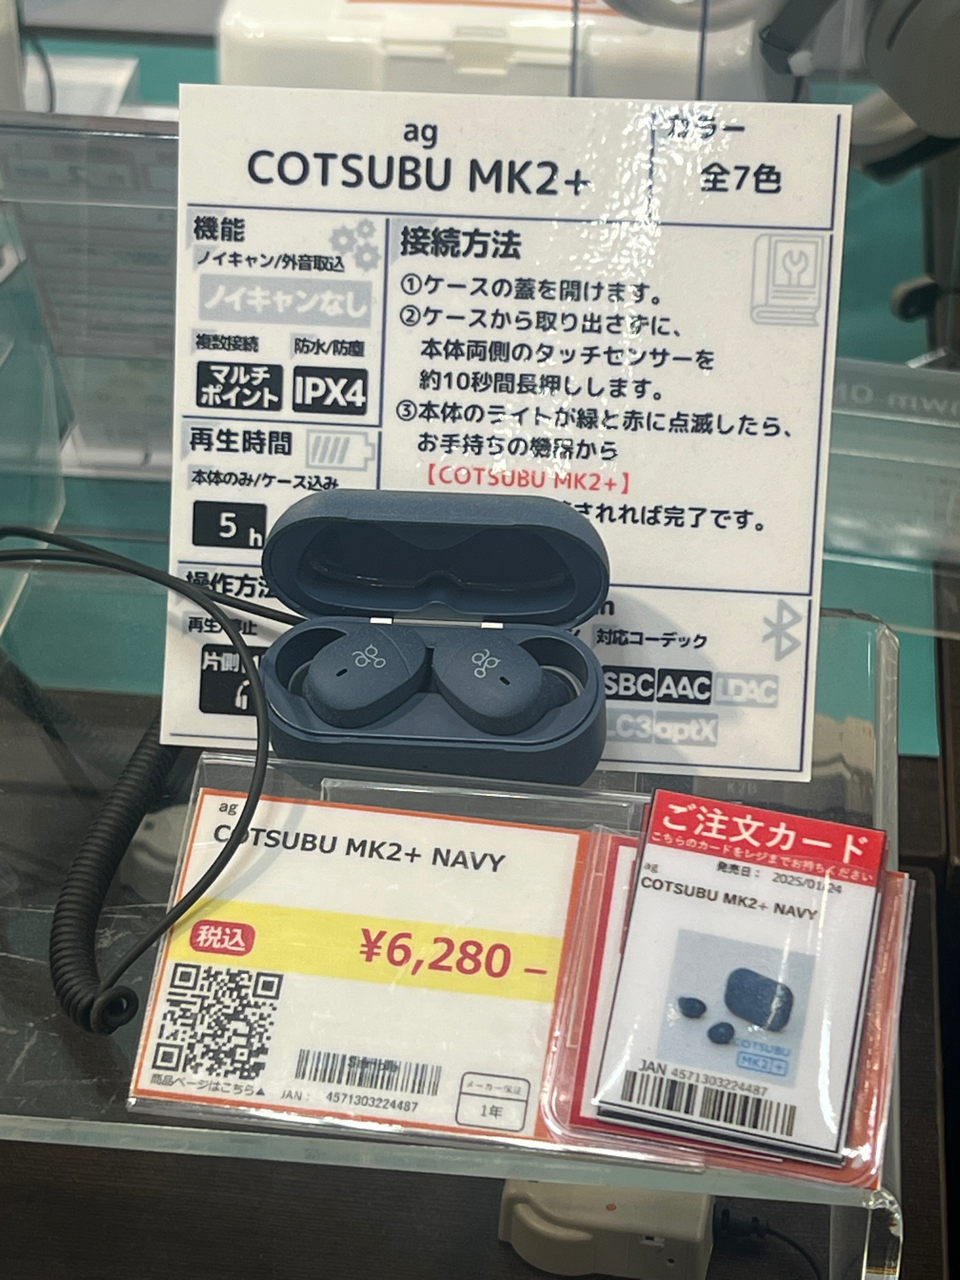 ag
COTSUBU MK2+
カラー
全7色
機能
ノイキャン/外音取込
ノイキャンなし
複数接続 防水/防塵
マルチ
ポイント
IPX4
再生時間
本体のみ/ケース込み
5h
操作方法
再生/停止
片側
接続方法
①ケースの蓋を開けます。
②ケースから取り出さずに、
本体両側のタッチセンサーを
約10秒間長押しします。
③本体のライトが緑と赤に点滅したら、
お手持ちの機器から
【COTSUBU MK2+】
されれば完了です。
対応コーデック
SBC AAC LDAC
LC3 aptX
ag
COTSUBU MK2+ NAVY
税込 ¥6,280 –
商品ページはこちら▲
JAN： 4571303224487
メーカー保証
1年
ご注文カード
こちらのカードをレジまでお持ちください
ag
発売日： 2025/01/24
COTSUBU MK2+ NAVY
COTSUBU
MK2+
JAN 4571303224487